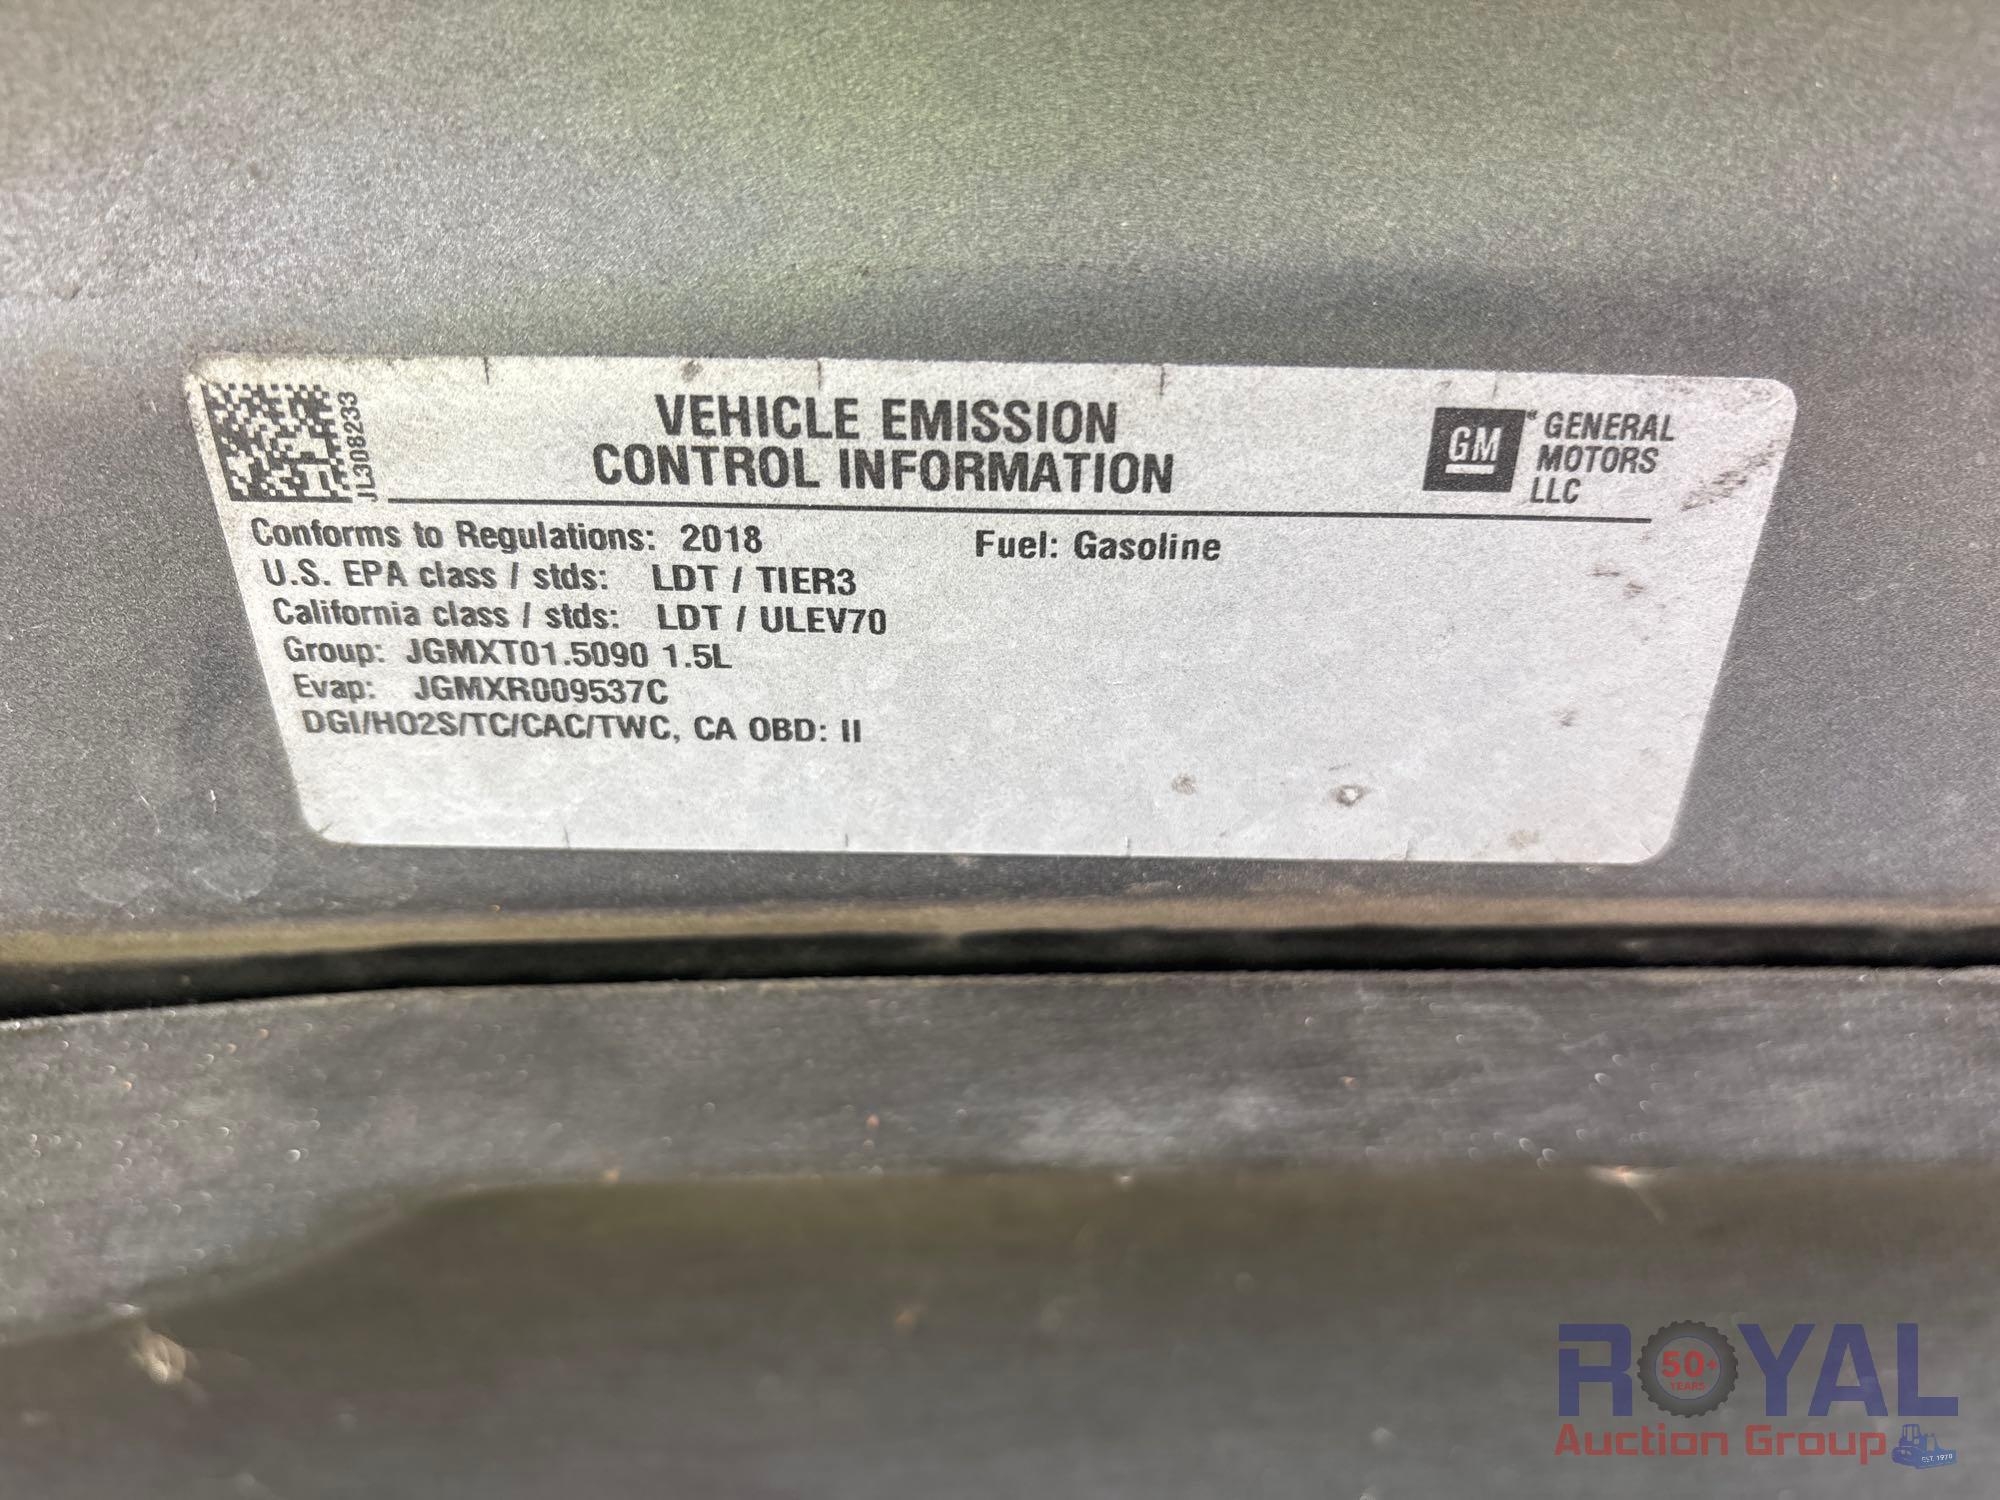 JL308233
VEHICLE EMISSION
CONTROL INFORMATION
GM
GENERAL
MOTORS
LLC
Conforms to Regulations: 2018 Fuel: Gasoline
U.S. EPA class / stds: LDT / TIER3
California class / stds: LDT / ULEV70
Group: JGMXT01.5090 1.5L
Evap: JGMXR009537C
DGI/HO2S/TC/CAC/TWC, CA OBD: II
ROYAL
50+
YEARS
Auction Group
EST. 1970